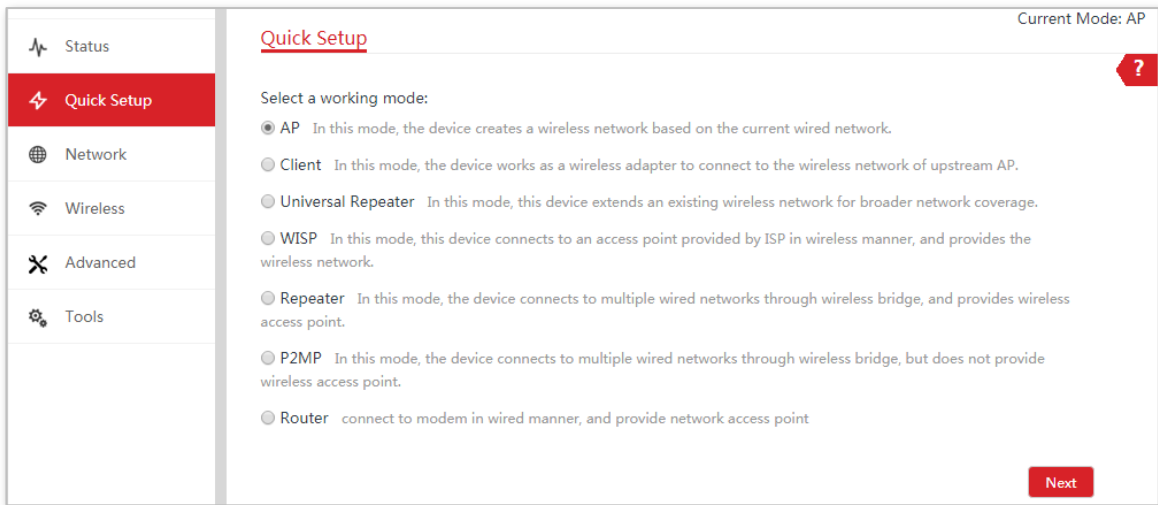 Current Mode: AP
Status
Quick Setup
Network
Wireless
Advanced
Tools
Quick Setup
?
Select a working mode:
AP In this mode, the device creates a wireless network based on the current wired network.
Client In this mode, the device works as a wireless adapter to connect to the wireless network of upstream AP.
Universal Repeater In this mode, this device extends an existing wireless network for broader network coverage.
WISP In this mode, this device connects to an access point provided by ISP in wireless manner, and provides the
wireless network.
Repeater In this mode, the device connects to multiple wired networks through wireless bridge, and provides wireless
access point.
P2MP In this mode, the device connects to multiple wired networks through wireless bridge, but does not provide
wireless access point.
Router connect to modem in wired manner, and provide network access point
Next